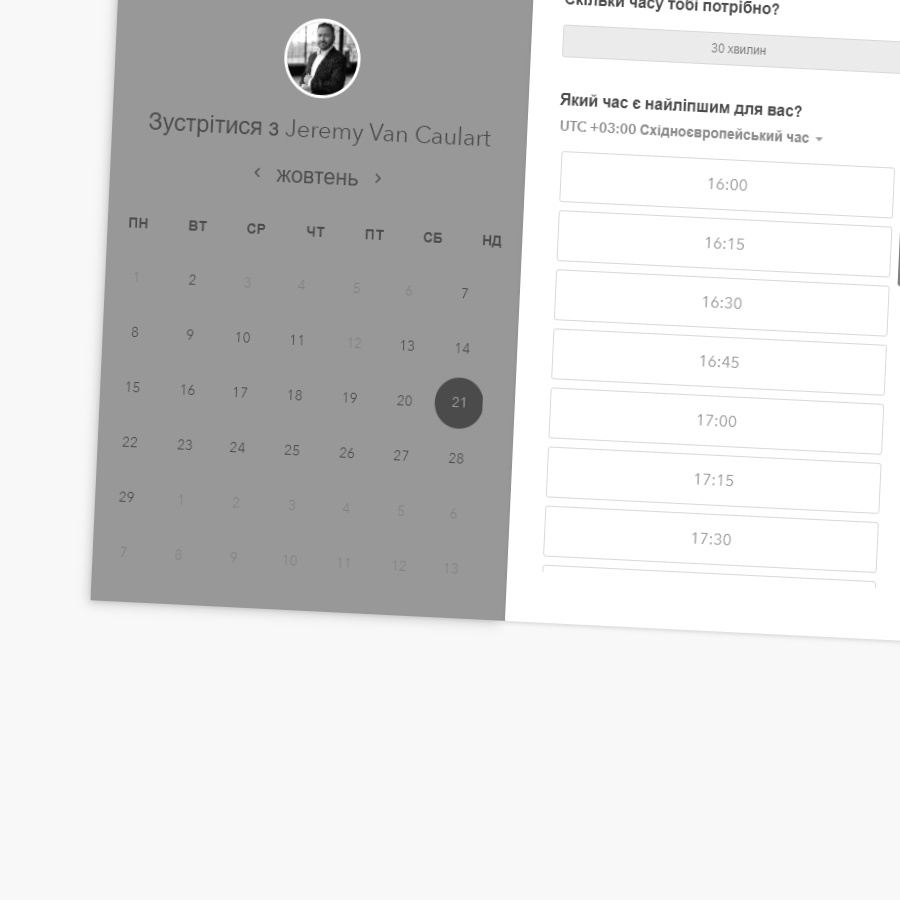 Зустрітися з Jeremy Van Caulart
жовтень
ПН ВТ СР ЧТ ПТ СБ НД
1 2 3 4 5 6 7
8 9 10 11 12 13 14
15 16 17 18 19 20 21
22 23 24 25 26 27 28
29 1 2 3 4 5 6
7 8 9 10 11 12 13
Скільки часу тобі потрібно?
30 хвилин
Який час є найліпшим для вас?
UTC +03:00 Східноєвропейський час
16:00
16:15
16:30
16:45
17:00
17:15
17:30